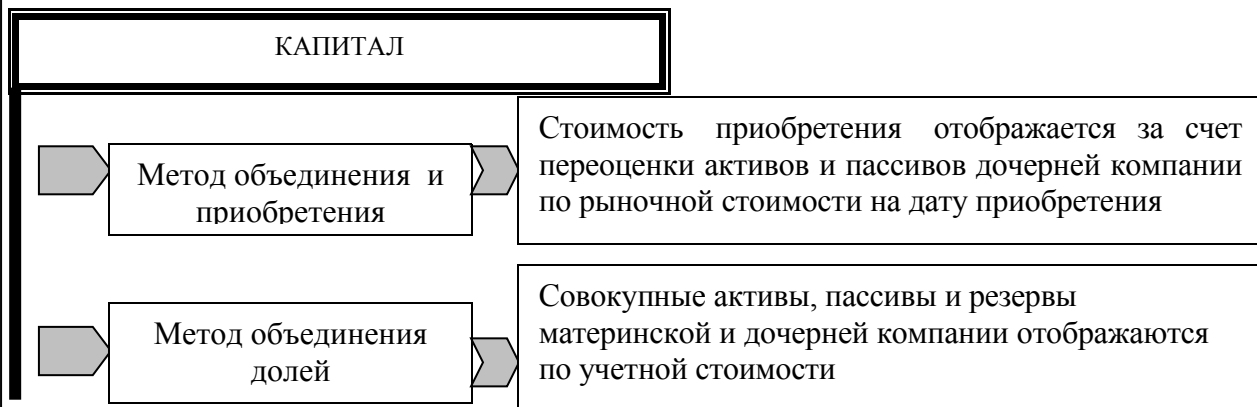 КАПИТАЛ
Метод объединения и
приобретения
Стоимость приобретения отображается за счет
переоценки активов и пассивов дочерней компании
по рыночной стоимости на дату приобретения
Метод объединения
долей
Совокупные активы, пассивы и резервы
материнской и дочерней компании отображаются
по учетной стоимости